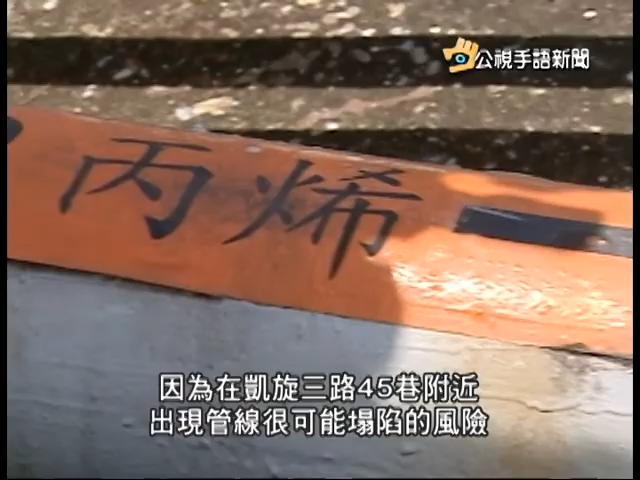 公視手語新聞
丙烯
因為在凱旋三路45巷附近
出現管線很可能塌陷的風險